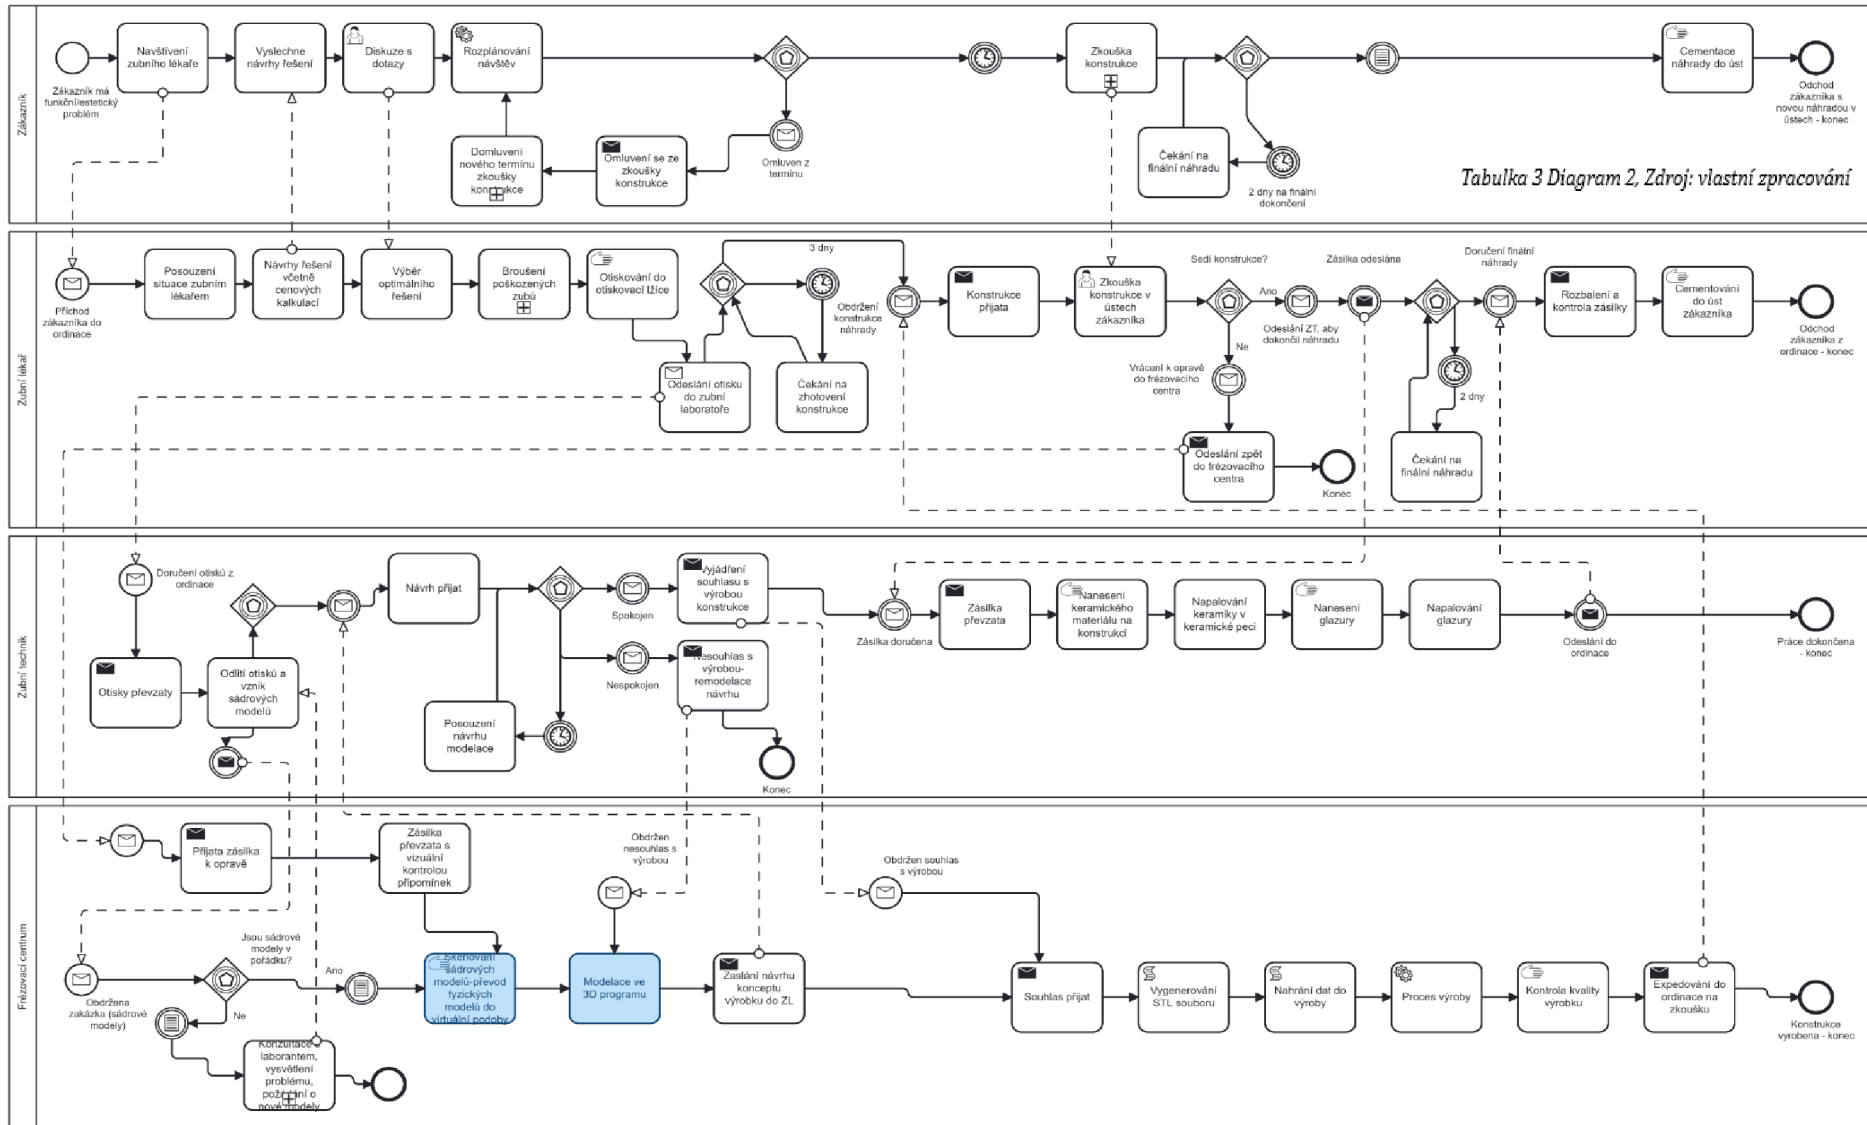 Zákazník
Zákazník má
funkční/estetický
problém
Navštívení
zubního lékaře
Vyslechne
návrhy řešení
Diskuze s
dotazy
Rozplánování
návštěv
Domluvení
nového termínu
zkoušky
konstrukce
Omluvení se ze
zkoušky
konstrukce
Omluven z
termínu
Zkouška
konstrukce
Čekání na
finální náhradu
2 dny na finální
dokončení
Cementace
náhrady do úst
Odchod
zákazníka s
novou náhradou v
ústech - konec
Tabulka 3 Diagram 2, Zdroj: vlastní zpracování
Zubní lékař
Příchod
zákazníka do
ordinace
Posouzení
situace zubním
lékařem
Návrhy řešení
včetně
cenových
kalkulací
Výběr
optimálního
řešení
Broušení
poškozených
zubů
Otiskování do
otiskovací lžíce
Odeslání otisku
do zubní
laboratoře
3 dny
Čekání na
zhotovení
konstrukce
Obdržení
konstrukce
náhrady
Konstrukce
přijata
Zkouška
konstrukce v
ústech
zákazníka
Sedí konstrukce?
Ano
Ne
Odeslání ZT, aby
dokončil náhradu
Zásilka odeslána
Vrácení k opravě
do frézovacího
centra
Odeslání zpět
do frézovacího
centra
Konec
2 dny
Čekání na
finální náhradu
Doručení finální
náhrady
Rozbalení a
kontrola zásilky
Cementování
do úst
zákazníka
Odchod
zákazníka z
ordinace - konec
Zubní technik
Doručení otisků z
ordinace
Otisky převzaty
Odlití otisků a
vznik
sádrových
modelů
Návrh přijat
Posouzení
návrhu
modelace
Spokojen
Nespokojen
Vyjádření
souhlasu s
výrobou
konstrukce
Nesouhlas s
výrobou-
remodelace
návrhu
Konec
Zásilka doručena
Zásilka
převzata
Nanesení
keramického
materiálu na
konstrukci
Napalování
keramiky v
keramické peci
Nanesení
glazury
Napalování
glazury
Odeslání do
ordinace
Práce dokončena
- konec
Frézovací centrum
Přijata zásilka
k opravě
Zásilka
převzata s
vizuální
kontrolou
připomínek
Obdržena
zakázka (sádrové
modely)
Jsou sádrové
modely v
pořádku?
Ano
Ne
Konzultace s
laborantem,
vysvětlení
problému,
požádání o
nové modely
Skenování
sádrových
modelů-převod
fyzických
modelů do
virtuální podoby
Obdržen
nesouhlas s
výrobou
Modelace ve
3D programu
Zaslání návrhu
konceptu
výrobku do ZL
Obdržen souhlas
s výrobou
Souhlas přijat
Vygenerování
STL souboru
Nahrání dat do
výroby
Proces výroby
Kontrola kvality
výrobku
Expedování do
ordinace na
zkoušku
Konstrukce
vyrobena - konec